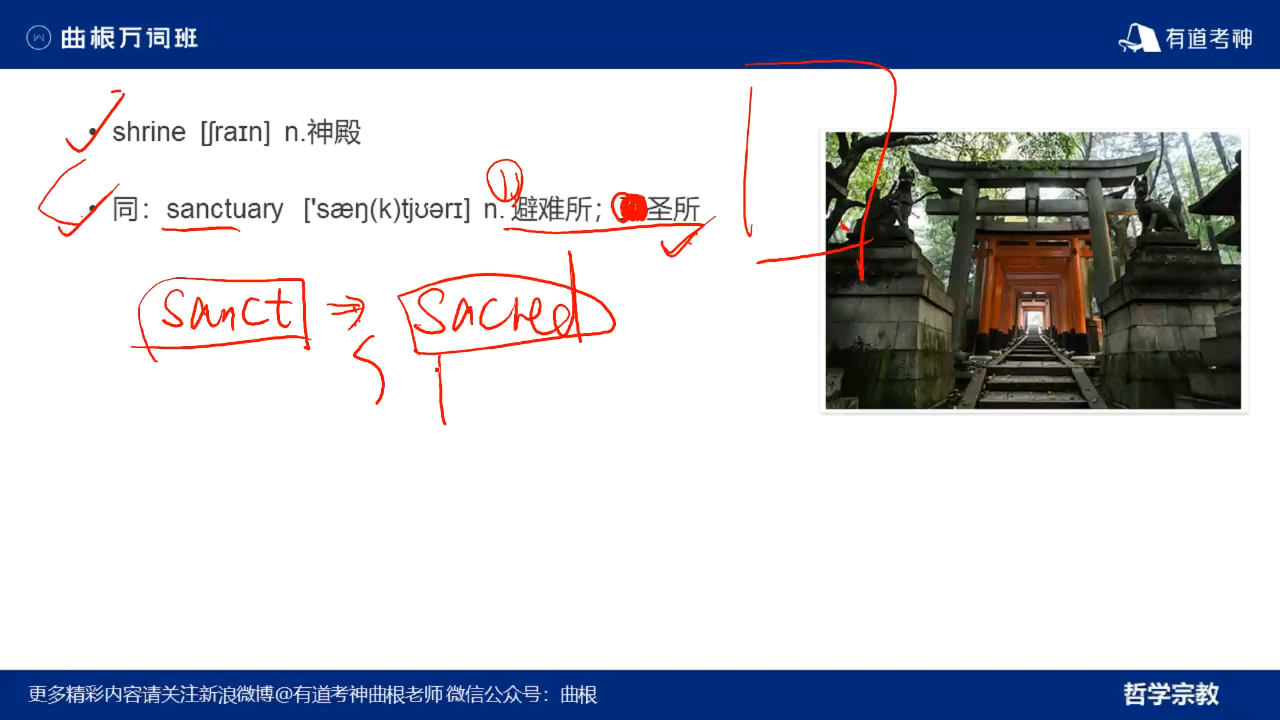 曲根万词班
有道考神
• shrine [ʃraɪn] n.神殿
• 同：sanctuary ['sæŋ(k)tjʊərɪ] n. 避难所；圣所
sanct ⇒ sacred
更多精彩内容请关注新浪微博@有道考神曲根老师 微信公众号：曲根
哲学宗教